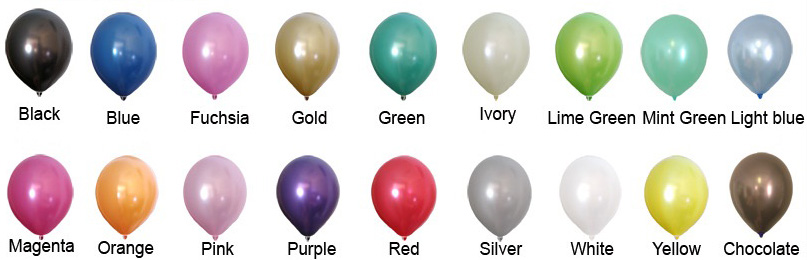 Black Blue Fuchsia Gold Green Ivory Lime Green Mint Green Light blue
Magenta Orange Pink Purple Red Silver White Yellow Chocolate